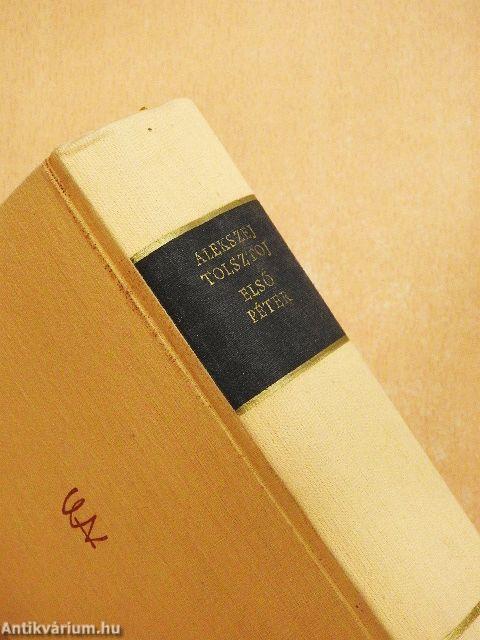 ALEKSZEJ
TOLSZTOJ
ELSŐ
PÉTER
Antikvárium.hu